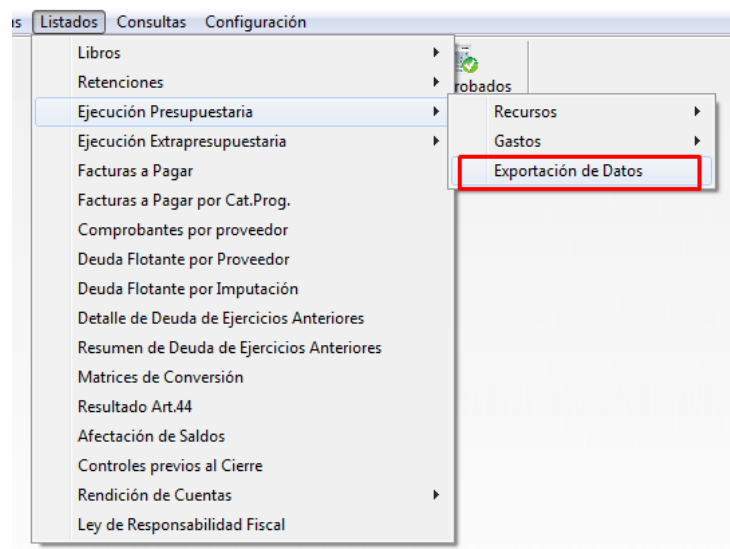 Listados Consultas Configuración
Libros
robados
Retenciones
Ejecución Presupuestaria
Recursos
Ejecución Extrapresupuestaria
Gastos
Facturas a Pagar
Exportación de Datos
Facturas a Pagar por Cat.Prog.
Comprobantes por proveedor
Deuda Flotante por Proveedor
Deuda Flotante por Imputación
Detalle de Deuda de Ejercicios Anteriores
Resumen de Deuda de Ejercicios Anteriores
Matrices de Conversión
Resultado Art.44
Afectación de Saldos
Controles previos al Cierre
Rendición de Cuentas
Ley de Responsabilidad Fiscal